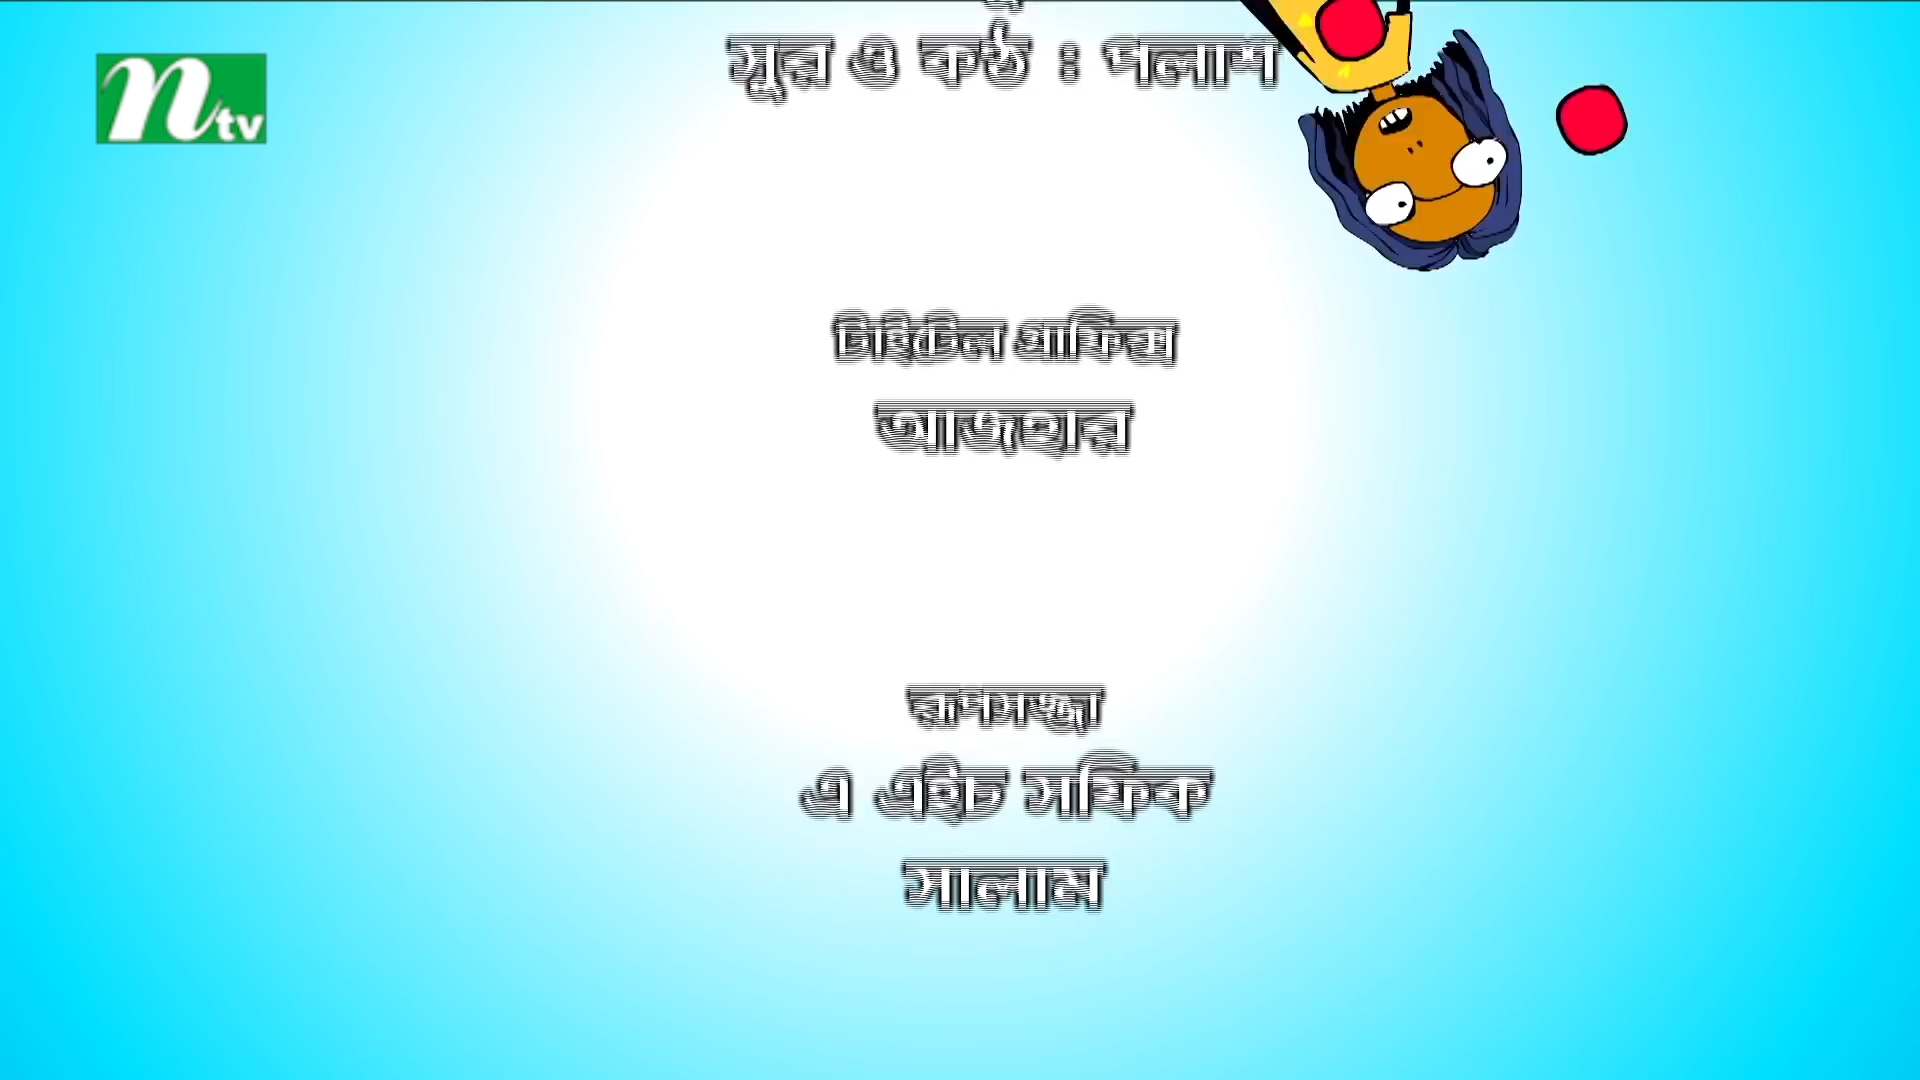 সুর ও কণ্ঠ : পলাশ
ntv
টাইটেল গ্রাফিক্স
আজহার
রূপসজ্জা
এ এইচ সফিক
সালাম